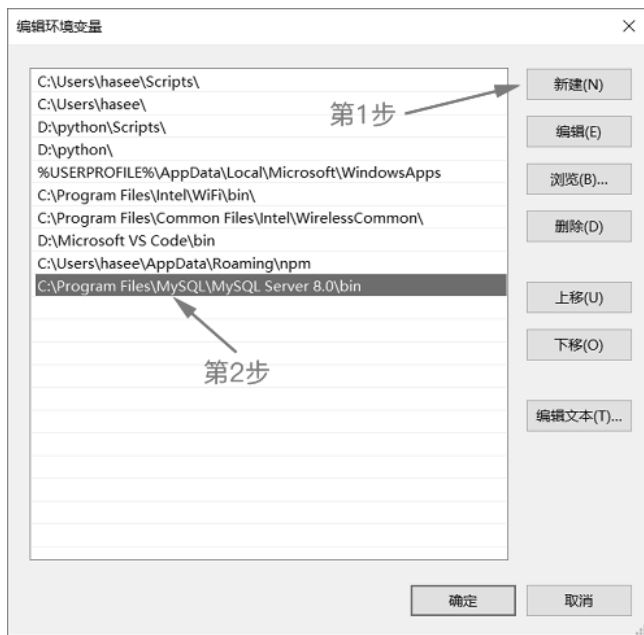 编辑环境变量
C:\Users\hasee\Scripts\
C:\Users\hasee\
D:\python\Scripts\
D:\python\
%USERPROFILE%\AppData\Local\Microsoft\WindowsApps
C:\Program Files\Intel\WiFi\bin\
C:\Program Files\Common Files\Intel\WirelessCommon\
D:\Microsoft VS Code\bin
C:\Users\hasee\AppData\Roaming\npm
C:\Program Files\MySQL\MySQL Server 8.0\bin
第1步
第2步
新建(N)
编辑(E)
浏览(B)...
删除(D)
上移(U)
下移(O)
编辑文本(T)...
确定
取消